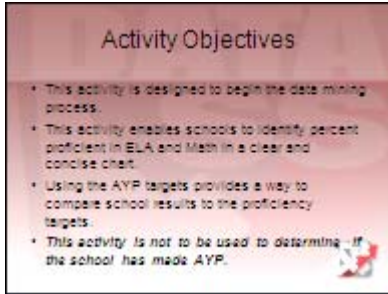 Activity Objectives
• This activity is designed to begin the data mining
process.
• This activity enables schools to identify percent
proficient in ELA and Math in a clear and
concise chart.
• Using the AYP targets provides a way to
compare school results to the proficiency
targets.
• This activity is not to be used to determine if
the school has made AYP.